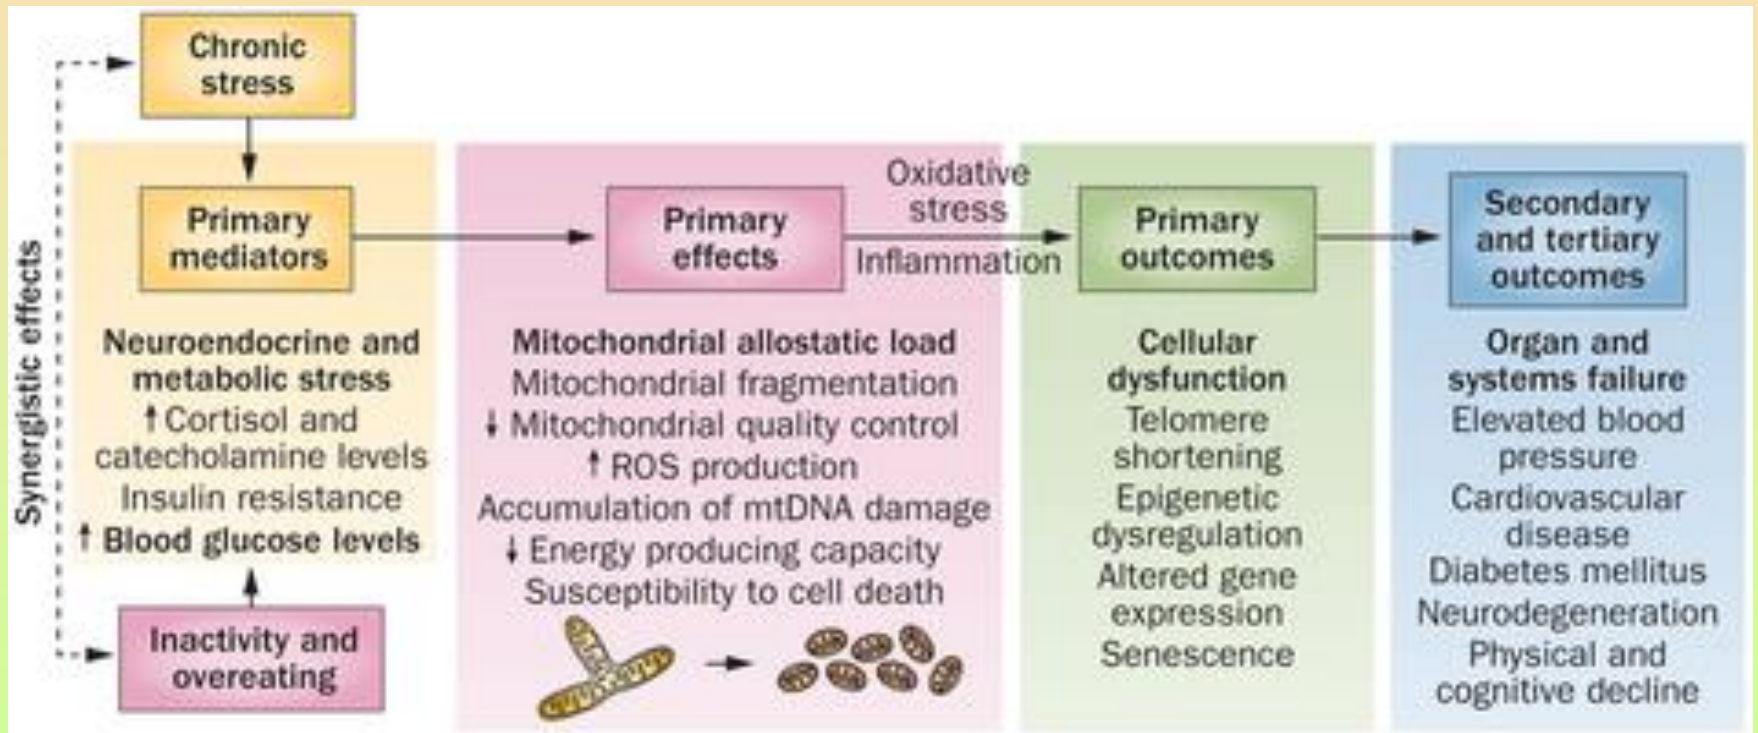 Chronic
stress
Synergistic effects
Primary
mediators
Neuroendocrine and
metabolic stress
↑ Cortisol and
catecholamine levels
Insulin resistance
↑ Blood glucose levels
Inactivity and
overeating
Primary
effects
Mitochondrial allostatic load
Mitochondrial fragmentation
↓ Mitochondrial quality control
↑ ROS production
Accumulation of mtDNA damage
↓ Energy producing capacity
Susceptibility to cell death
Oxidative
stress
Inflammation
Primary
outcomes
Cellular
dysfunction
Telomere
shortening
Epigenetic
dysregulation
Altered gene
expression
Senescence
Secondary
and tertiary
outcomes
Organ and
systems failure
Elevated blood
pressure
Cardiovascular
disease
Diabetes mellitus
Neurodegeneration
Physical and
cognitive decline